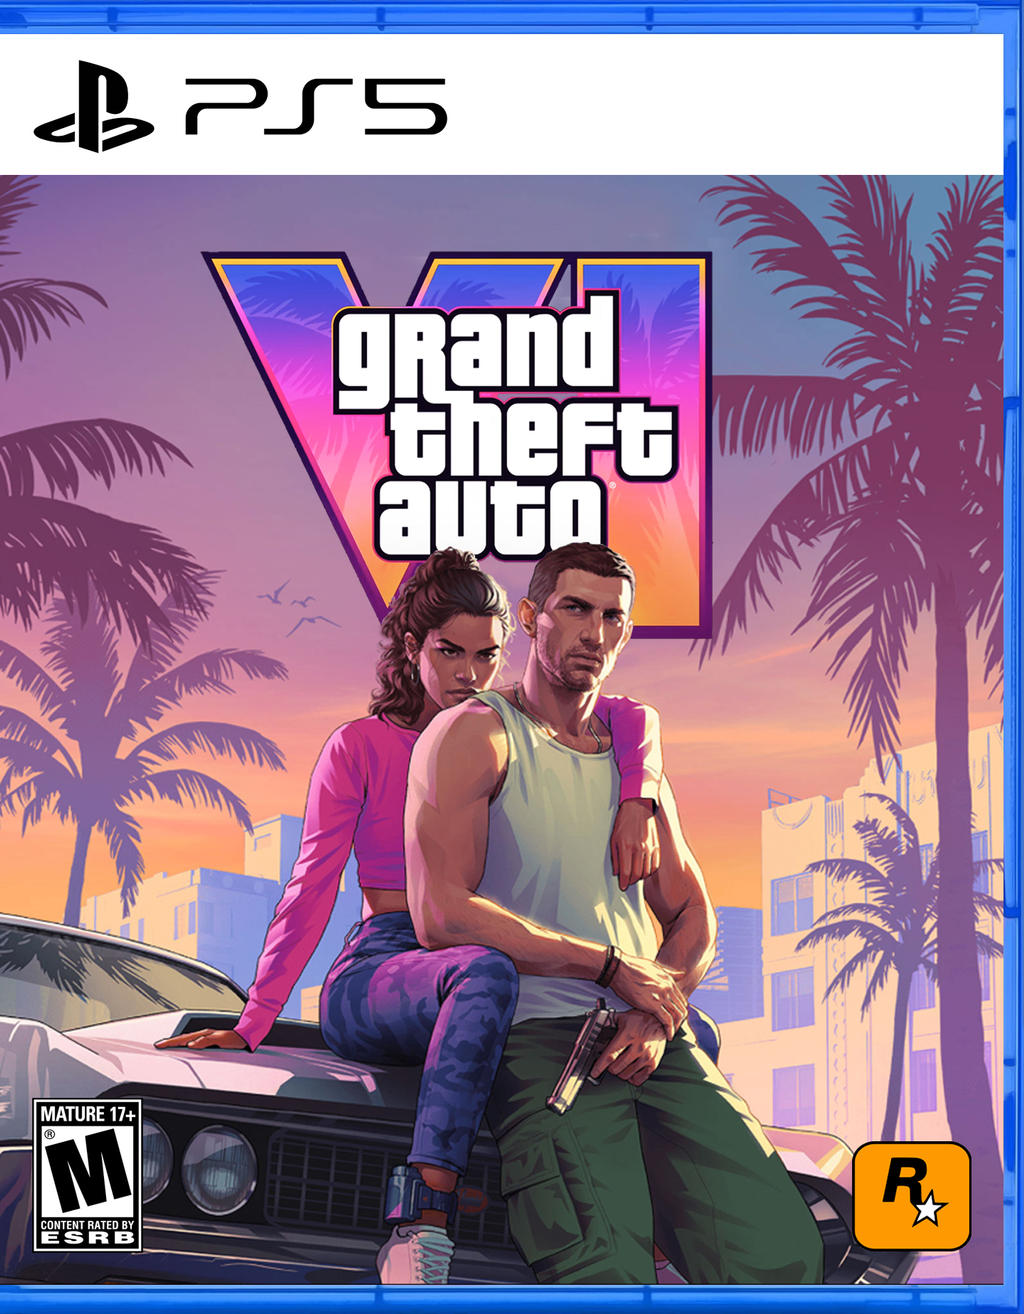 PS5
VI
grand
theft
auto
®
MATURE 17+
®
M
CONTENT RATED BY
ESRB
R